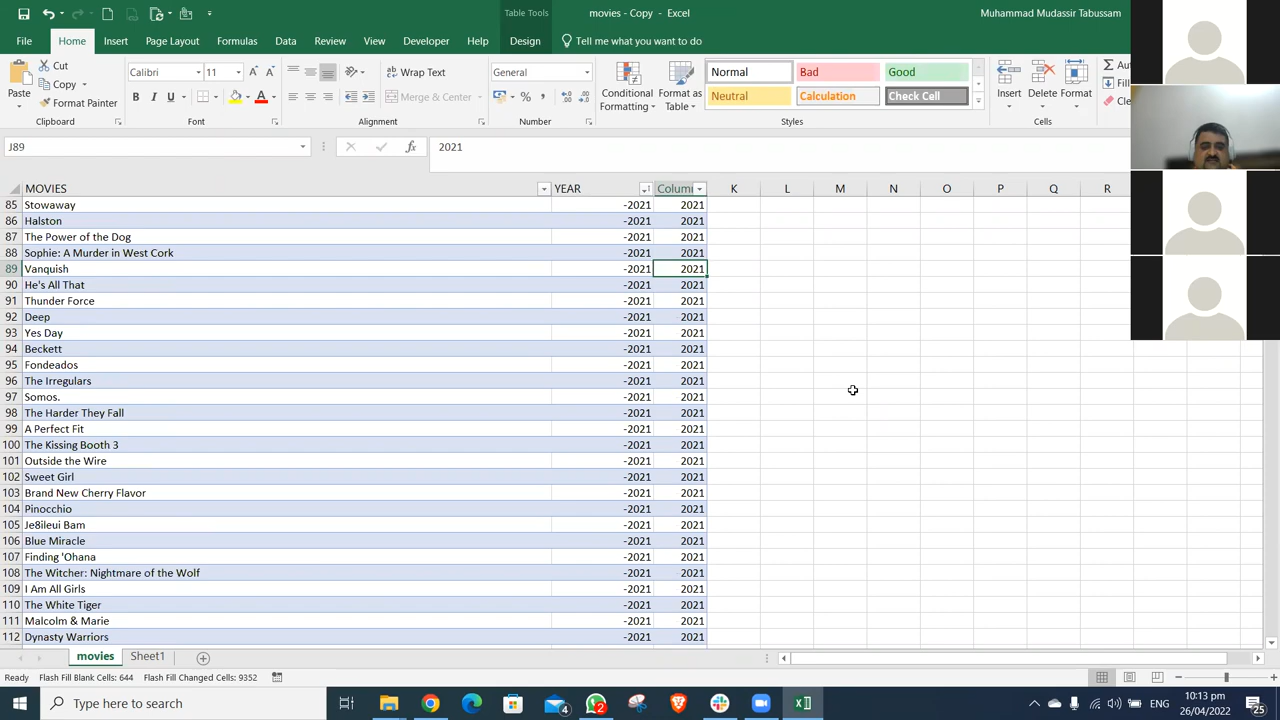 Table Tools
movies - Copy - Excel
Muhammad Mudassir Tabussam
File Home Insert Page Layout Formulas Data Review View Developer Help Design Tell me what you want to do
Cut
Copy
Format Painter
Paste
Clipboard
Calibri 11
B I U
Font
Wrap Text
Merge & Center
Alignment
General
Number
Conditional Formatting
Format as Table
Normal Bad Good
Neutral Calculation Check Cell
Styles
Insert Delete Format
Cells
Fill
J89 fx 2021
MOVIES YEAR Colum K L M N O P Q R
85 Stowaway -2021 2021
86 Halston -2021 2021
87 The Power of the Dog -2021 2021
88 Sophie: A Murder in West Cork -2021 2021
89 Vanquish -2021 2021
90 He's All That -2021 2021
91 Thunder Force -2021 2021
92 Deep -2021 2021
93 Yes Day -2021 2021
94 Beckett -2021 2021
95 Fondeados -2021 2021
96 The Irregulars -2021 2021
97 Somos. -2021 2021
98 The Harder They Fall -2021 2021
99 A Perfect Fit -2021 2021
100 The Kissing Booth 3 -2021 2021
101 Outside the Wire -2021 2021
102 Sweet Girl -2021 2021
103 Brand New Cherry Flavor -2021 2021
104 Pinocchio -2021 2021
105 Je8ileui Bam -2021 2021
106 Blue Miracle -2021 2021
107 Finding 'Ohana -2021 2021
108 The Witcher: Nightmare of the Wolf -2021 2021
109 I Am All Girls -2021 2021
110 The White Tiger -2021 2021
111 Malcolm & Marie -2021 2021
112 Dynasty Warriors -2021 2021
movies Sheet1
Ready Flash Fill Blank Cells: 644 Flash Fill Changed Cells: 9352
Type here to search
4
2
ENG
10:13 pm
26/04/2022
25